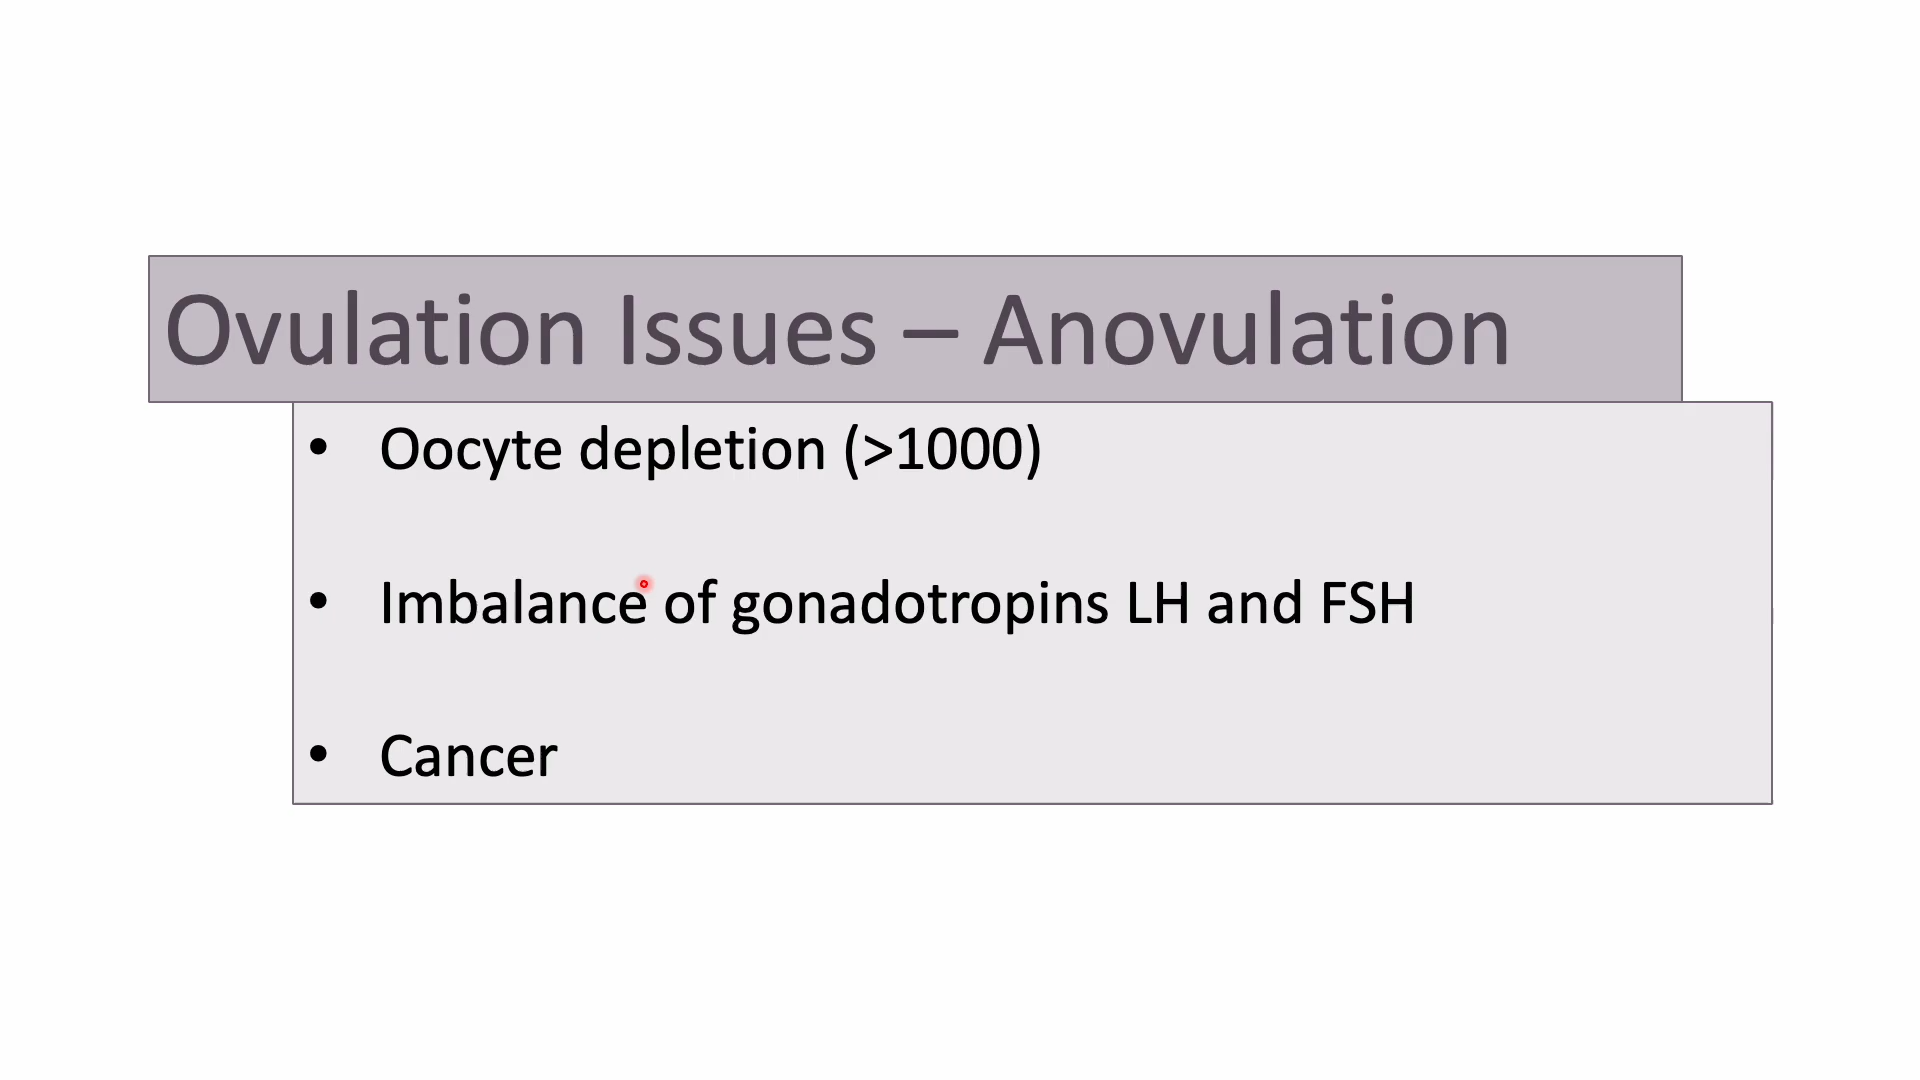 Ovulation Issues – Anovulation
• Oocyte depletion (>1000)
• Imbalance of gonadotropins LH and FSH
• Cancer